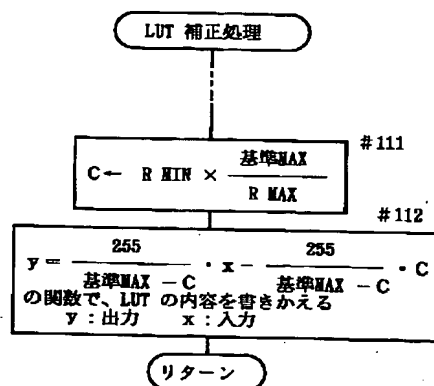 LUT 補正処理
#111
C← R MIN × 基準MAX / R MAX
#112
y = 255 / 基準MAX − C ・ x − 255 / 基準MAX − C ・ C
の関数で、LUT の内容を書きかえる
y : 出力 x : 入力
リターン